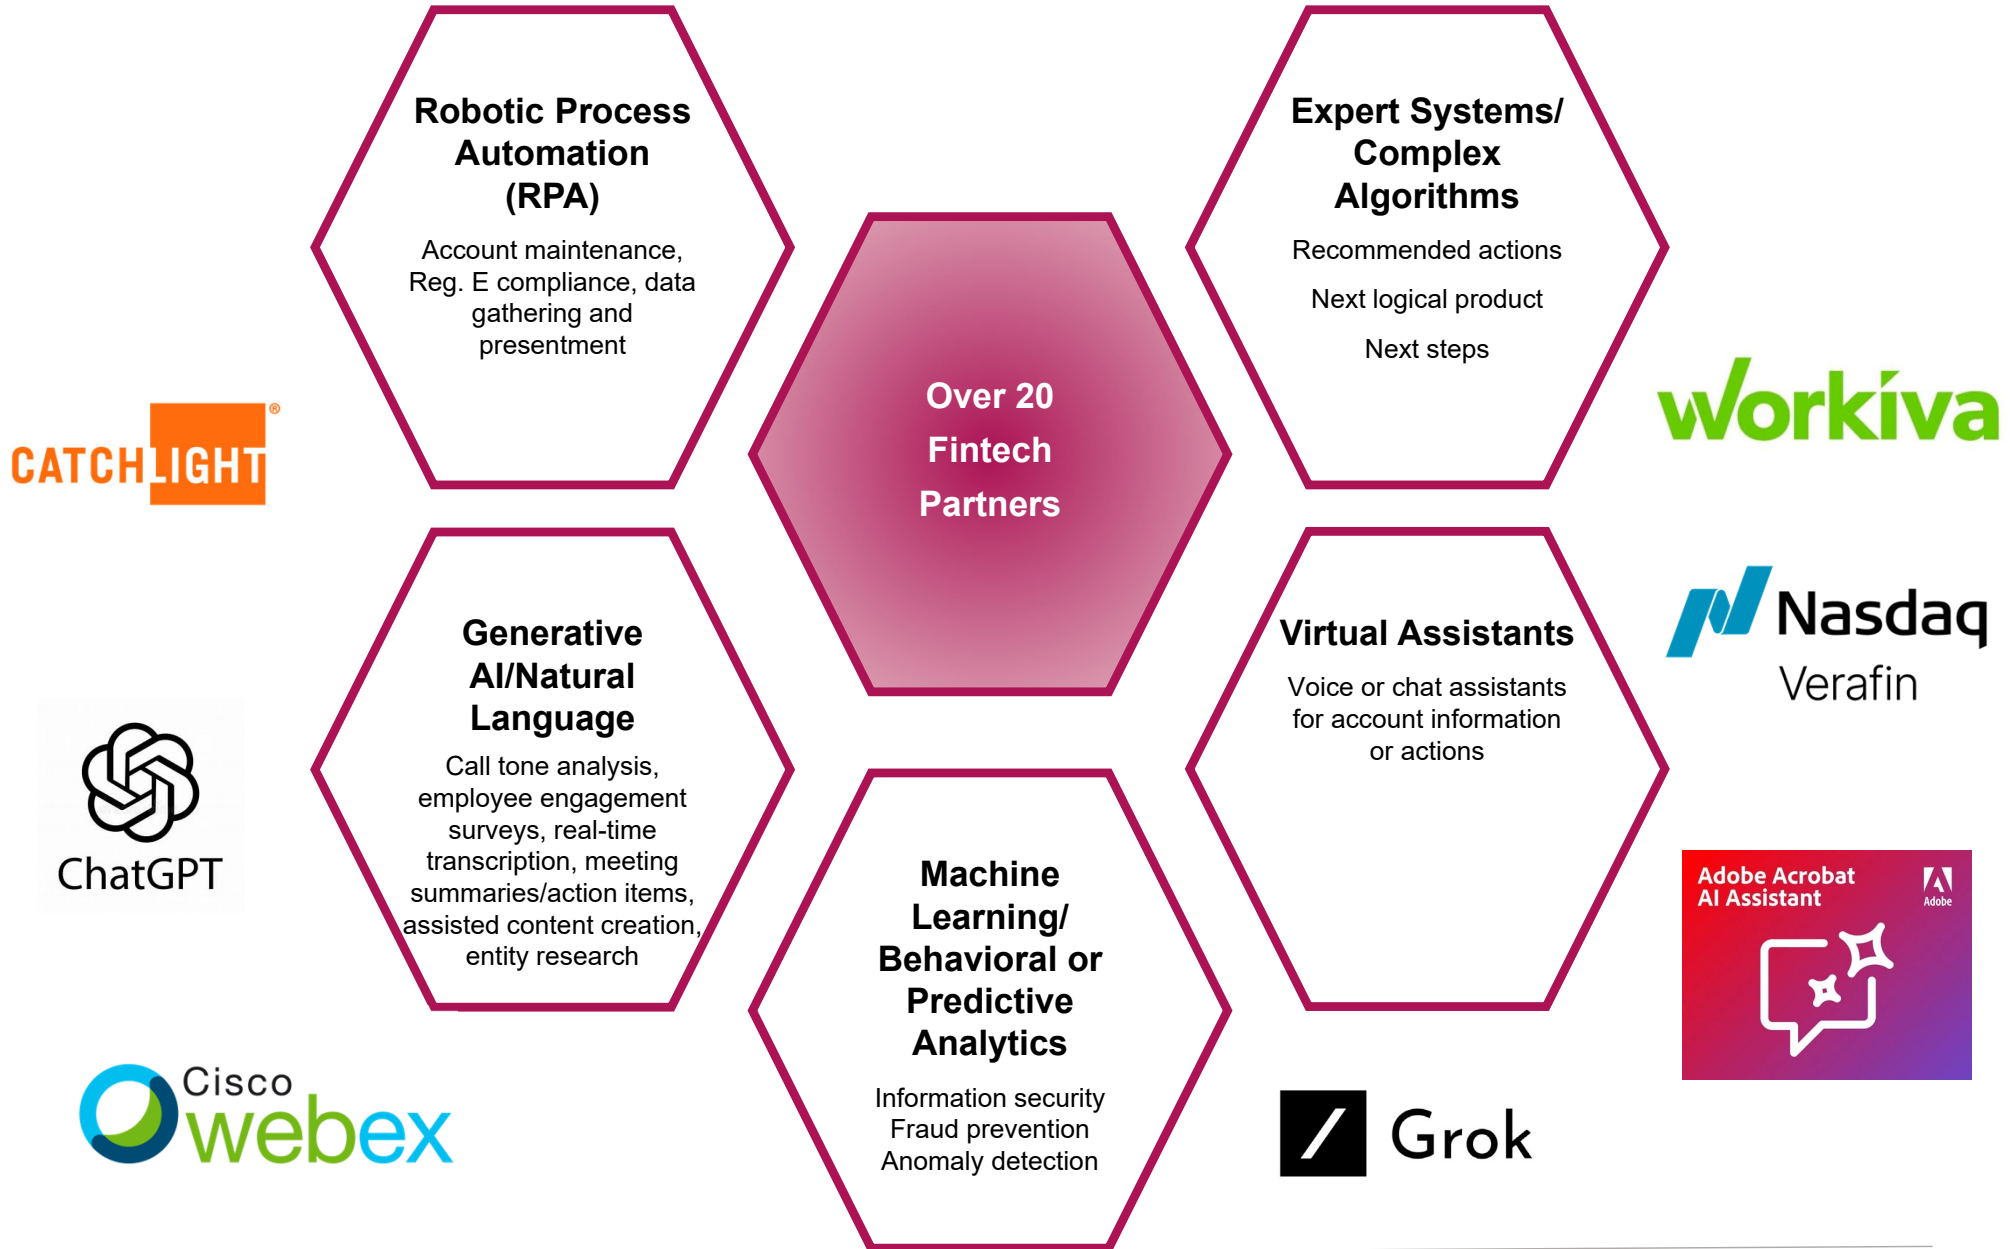 Robotic Process
Automation
(RPA)
Account maintenance,
Reg. E compliance, data
gathering and
presentment
Expert Systems/
Complex
Algorithms
Recommended actions
Next logical product
Next steps
Over 20
Fintech
Partners
CATCHLIGHT®
workiva
Generative
AI/Natural
Language
Call tone analysis,
employee engagement
surveys, real-time
transcription, meeting
summaries/action items,
assisted content creation,
entity research
Virtual Assistants
Voice or chat assistants
for account information
or actions
Nasdaq
Verafin
ChatGPT
Machine
Learning/
Behavioral or
Predictive
Analytics
Information security
Fraud prevention
Anomaly detection
Adobe Acrobat
AI Assistant
Adobe
Cisco
webex
Grok